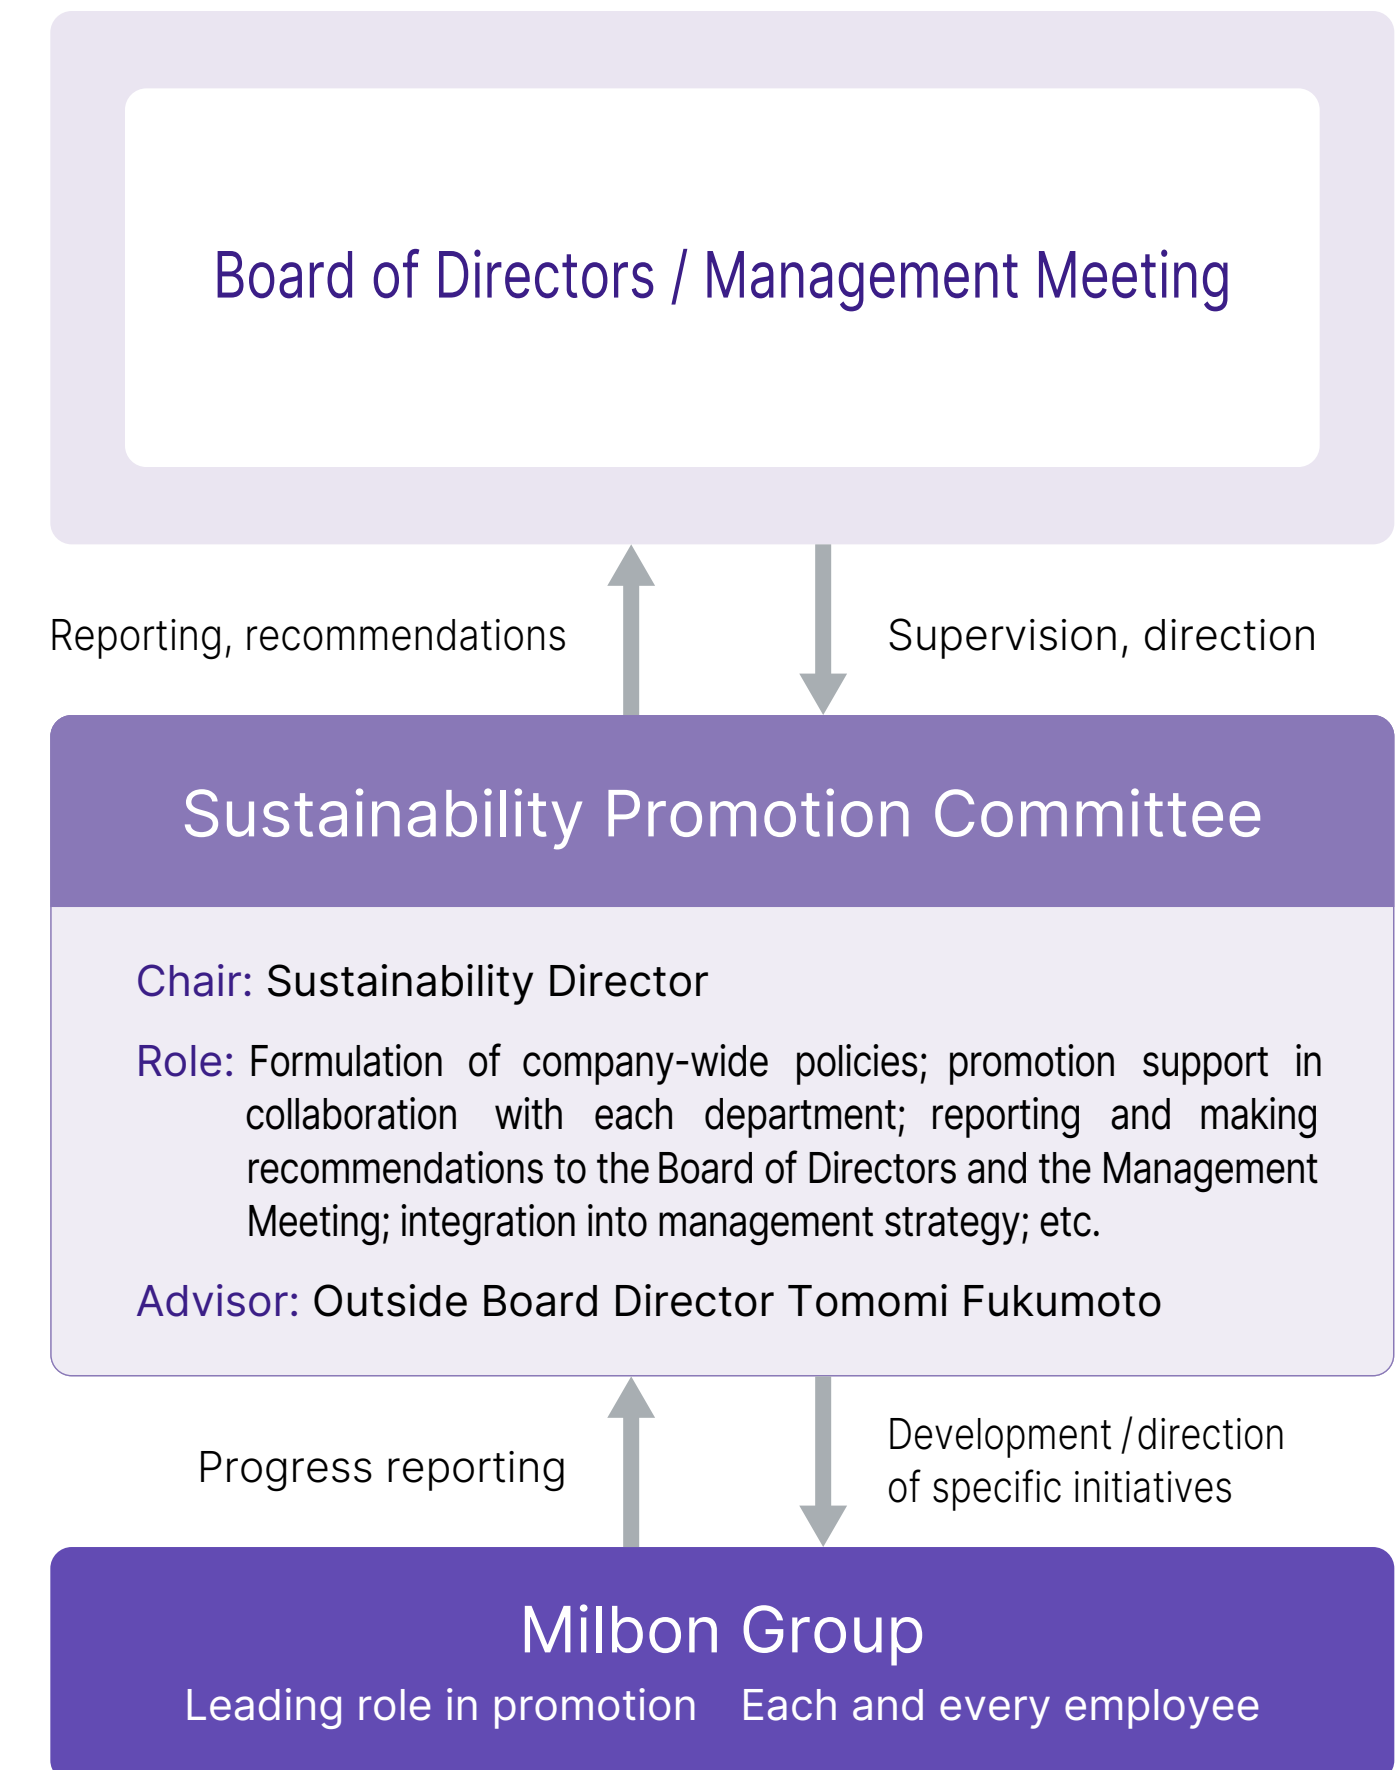 Board of Directors / Management Meeting
Reporting, recommendations
Supervision, direction
Sustainability Promotion Committee
Chair: Sustainability Director
Role: Formulation of company-wide policies; promotion support in
collaboration with each department; reporting and making
recommendations to the Board of Directors and the Management
Meeting; integration into management strategy; etc.
Advisor: Outside Board Director Tomomi Fukumoto
Progress reporting
Development / direction
of specific initiatives
Milbon Group
Leading role in promotion Each and every employee